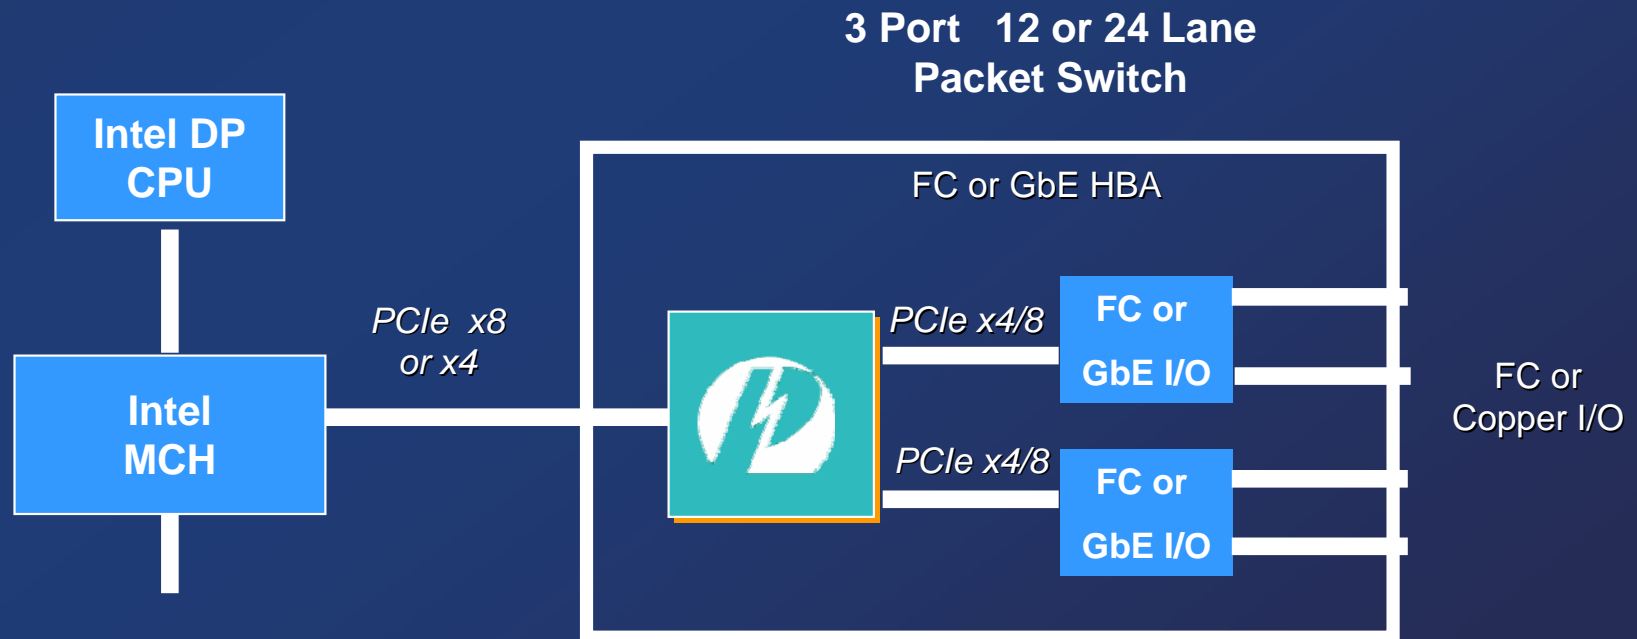 3 Port 12 or 24 Lane
Packet Switch
Intel DP
CPU
FC or GbE HBA
PCIe x8
or x4
PCIe x4/8
FC or
GbE I/O
Intel
MCH
FC or
Copper I/O
PCIe x4/8
FC or
GbE I/O